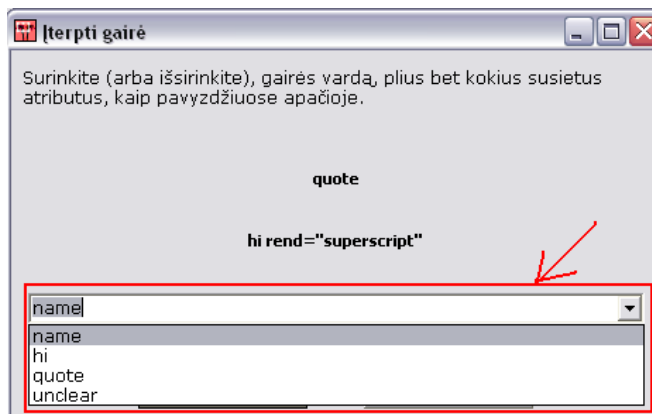 Įterpti gairė
Surinkite (arba išsirinkite), gairės vardą, plius bet kokius susietus
atributus, kaip pavyzdžiuose apačioje.
quote
hi rend="superscript"
name
name
hi
quote
unclear